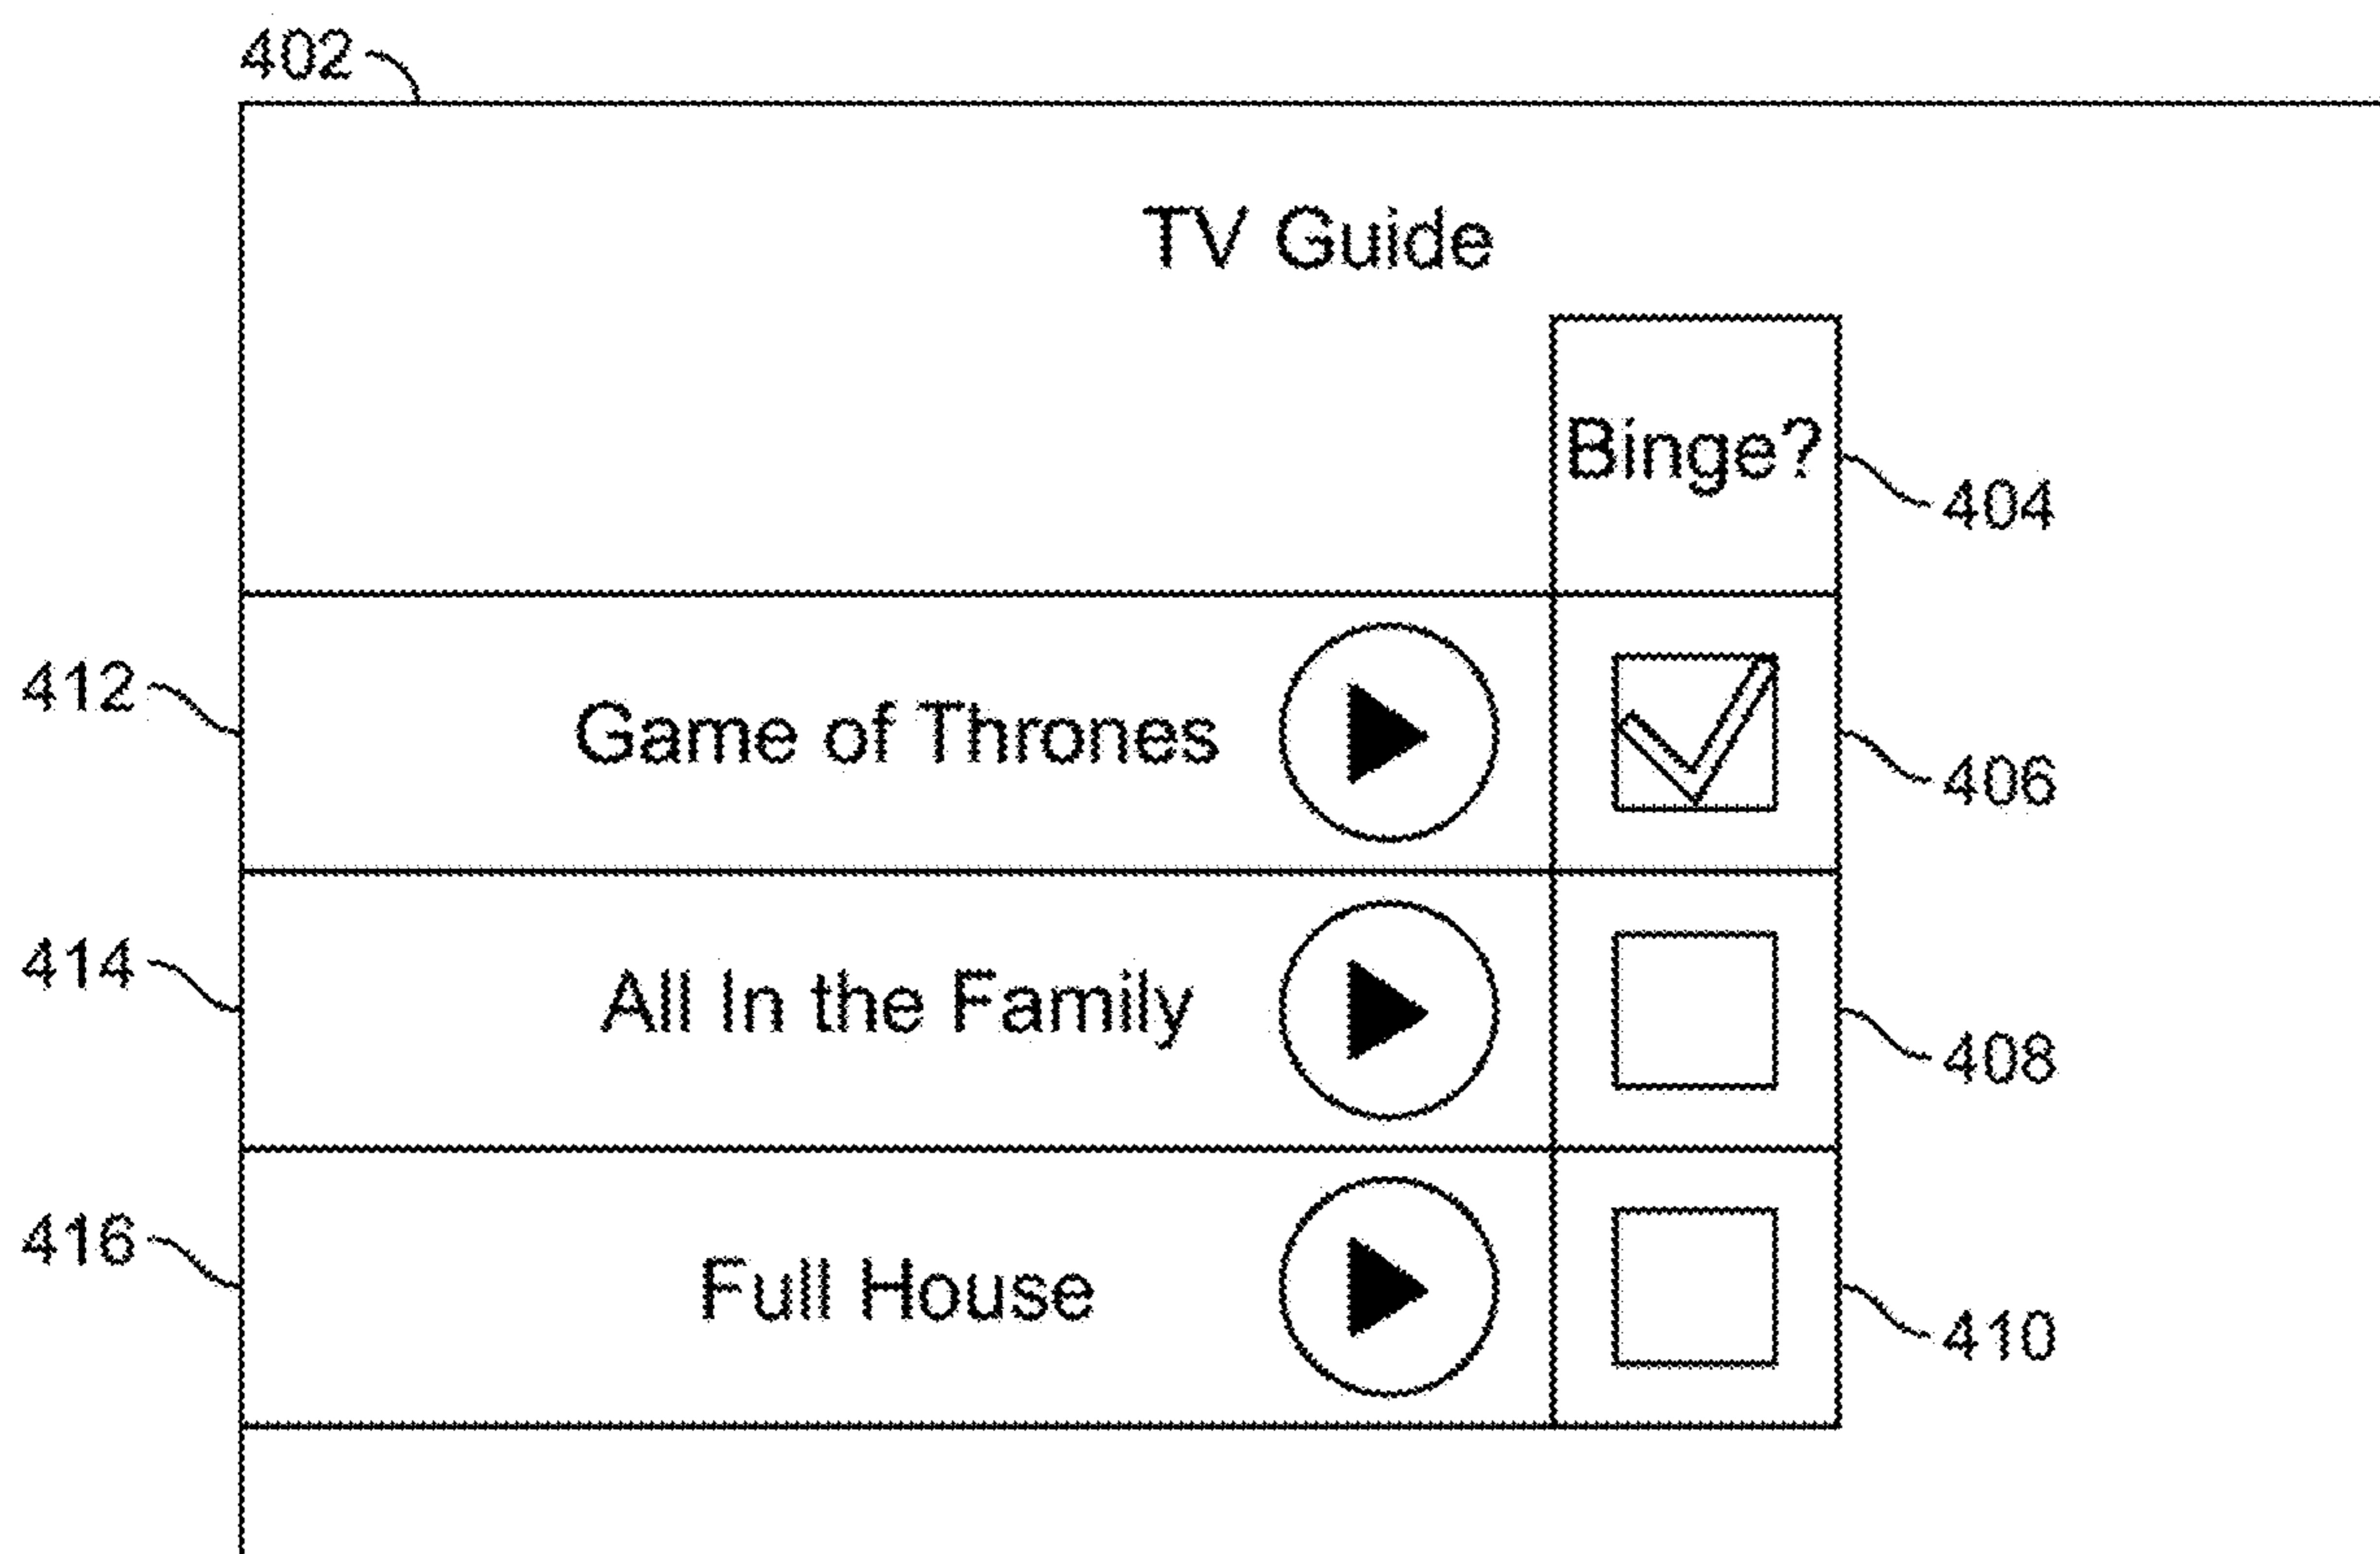 402
TV Guide
Binge?
404
412
Game of Thrones
406
414
All In the Family
408
416
Full House
410